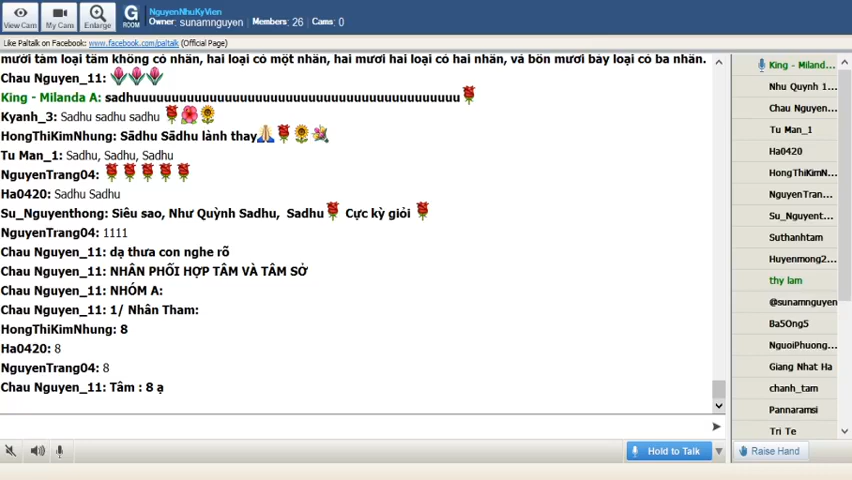 View Cam
My Cam
Enlarge
G
ROOM
NguyenNhuKyVien
Owner: sunamnguyen Members: 26 Cams: 0
Like Paltalk on Facebook: www.facebook.com/paltalk (Official Page)
mười tám loại tâm không có nhân, hai loại có một nhân, hai mươi hai loại có hai nhân, và bốn mươi bảy loại có ba nhân.
Chau Nguyen_11:
King - Milanda A: sadhuuuuuuuuuuuuuuuuuuuuuuuuuuuuuuuuuuuuuuuuuuu
Kyanh_3: Sadhu sadhu sadhu
HongThiKimNhung: Sādhu Sādhu lành thay
Tu Man_1: Sadhu, Sadhu, Sadhu
NguyenTrang04:
Ha0420: Sadhu Sadhu
Su_Nguyenthong: Siêu sao, Như Quỳnh Sadhu, Sadhu Cực kỳ giỏi
NguyenTrang04: 1111
Chau Nguyen_11: dạ thưa con nghe rõ
Chau Nguyen_11: NHÂN PHỐI HỢP TÂM VÀ TÂM SỞ
Chau Nguyen_11: NHÓM A:
Chau Nguyen_11: 1/ Nhân Tham:
HongThiKimNhung: 8
Ha0420: 8
NguyenTrang04: 8
Chau Nguyen_11: Tâm : 8 ạ
King - Miland...
Nhu Quynh 1...
Chau Nguyen...
Tu Man_1
Ha0420
HongThiKimN...
NguyenTran...
Su_Nguyent...
Suthanhtam
Huyenmong2...
thy lam
@sunamnguyen
Ba5Ong5
NguoiPhuong...
Giang Nhat Ha
chanh_tam
Pannaramsi
Tri Te
Hold to Talk
Raise Hand